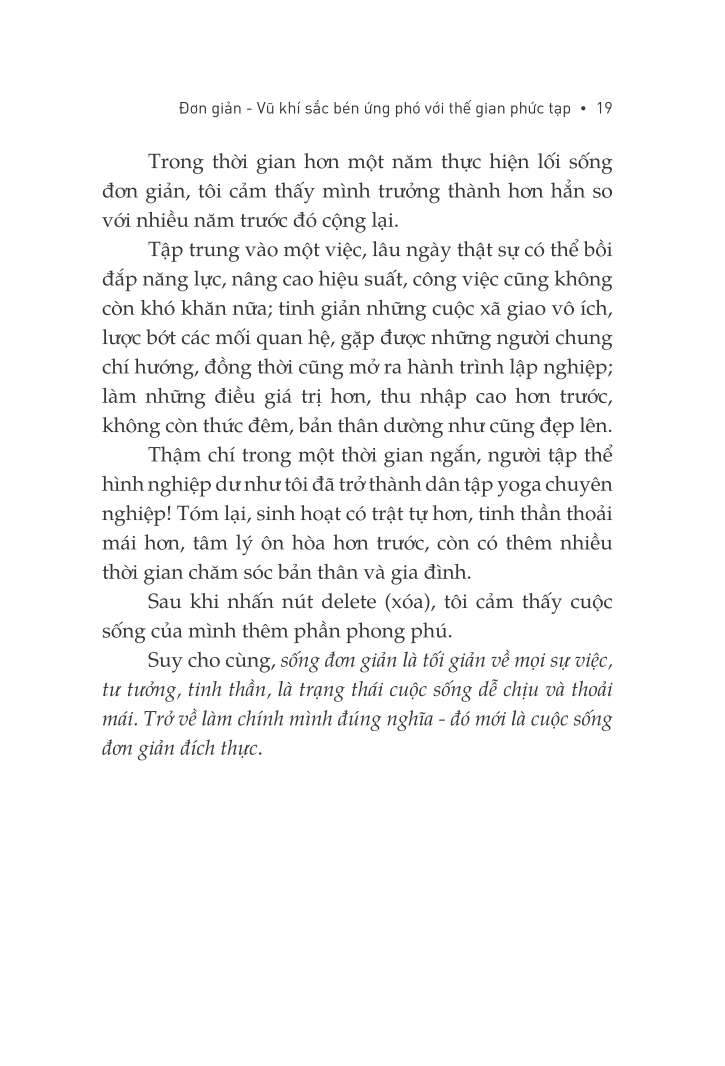 Đơn giản - Vũ khí sắc bén ứng phó với thế gian phức tạp • 19
Trong thời gian hơn một năm thực hiện lối sống
đơn giản, tôi cảm thấy mình trưởng thành hơn hẳn so
với nhiều năm trước đó cộng lại.
Tập trung vào một việc, lâu ngày thật sự có thể bồi
đắp năng lực, nâng cao hiệu suất, công việc cũng không
còn khó khăn nữa; tinh giản những cuộc xã giao vô ích,
lược bớt các mối quan hệ, gặp được những người chung
chí hướng, đồng thời cũng mở ra hành trình lập nghiệp;
làm những điều giá trị hơn, thu nhập cao hơn trước,
không còn thức đêm, bản thân dường như cũng đẹp lên.
Thậm chí trong một thời gian ngắn, người tập thể
hình nghiệp dư như tôi đã trở thành dân tập yoga chuyên
nghiệp! Tóm lại, sinh hoạt có trật tự hơn, tinh thần thoải
mái hơn, tâm lý ôn hòa hơn trước, còn có thêm nhiều
thời gian chăm sóc bản thân và gia đình.
Sau khi nhấn nút delete (xóa), tôi cảm thấy cuộc
sống của mình thêm phần phong phú.
Suy cho cùng, sống đơn giản là tối giản về mọi sự việc,
tư tưởng, tinh thần, là trạng thái cuộc sống dễ chịu và thoải
mái. Trở về làm chính mình đúng nghĩa - đó mới là cuộc sống
đơn giản đích thực.